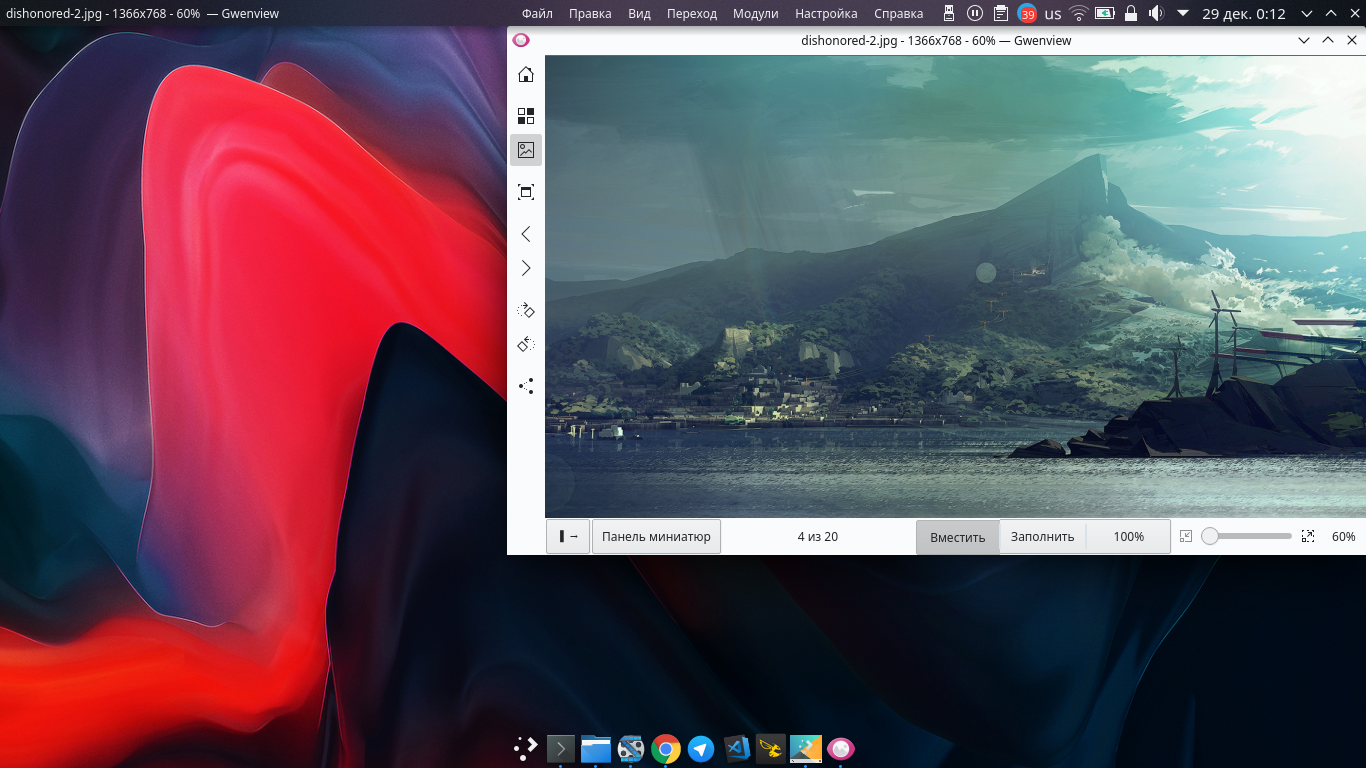 dishonored-2.jpg - 1366x768 - 60% — Gwenview
Файл Правка Вид Переход Модули Настройка Справка 39 us 29 дек. 0:12
dishonored-2.jpg - 1366x768 - 60% — Gwenview
Панель миниатюр 4 из 20 Вместить Заполнить 100% 60%